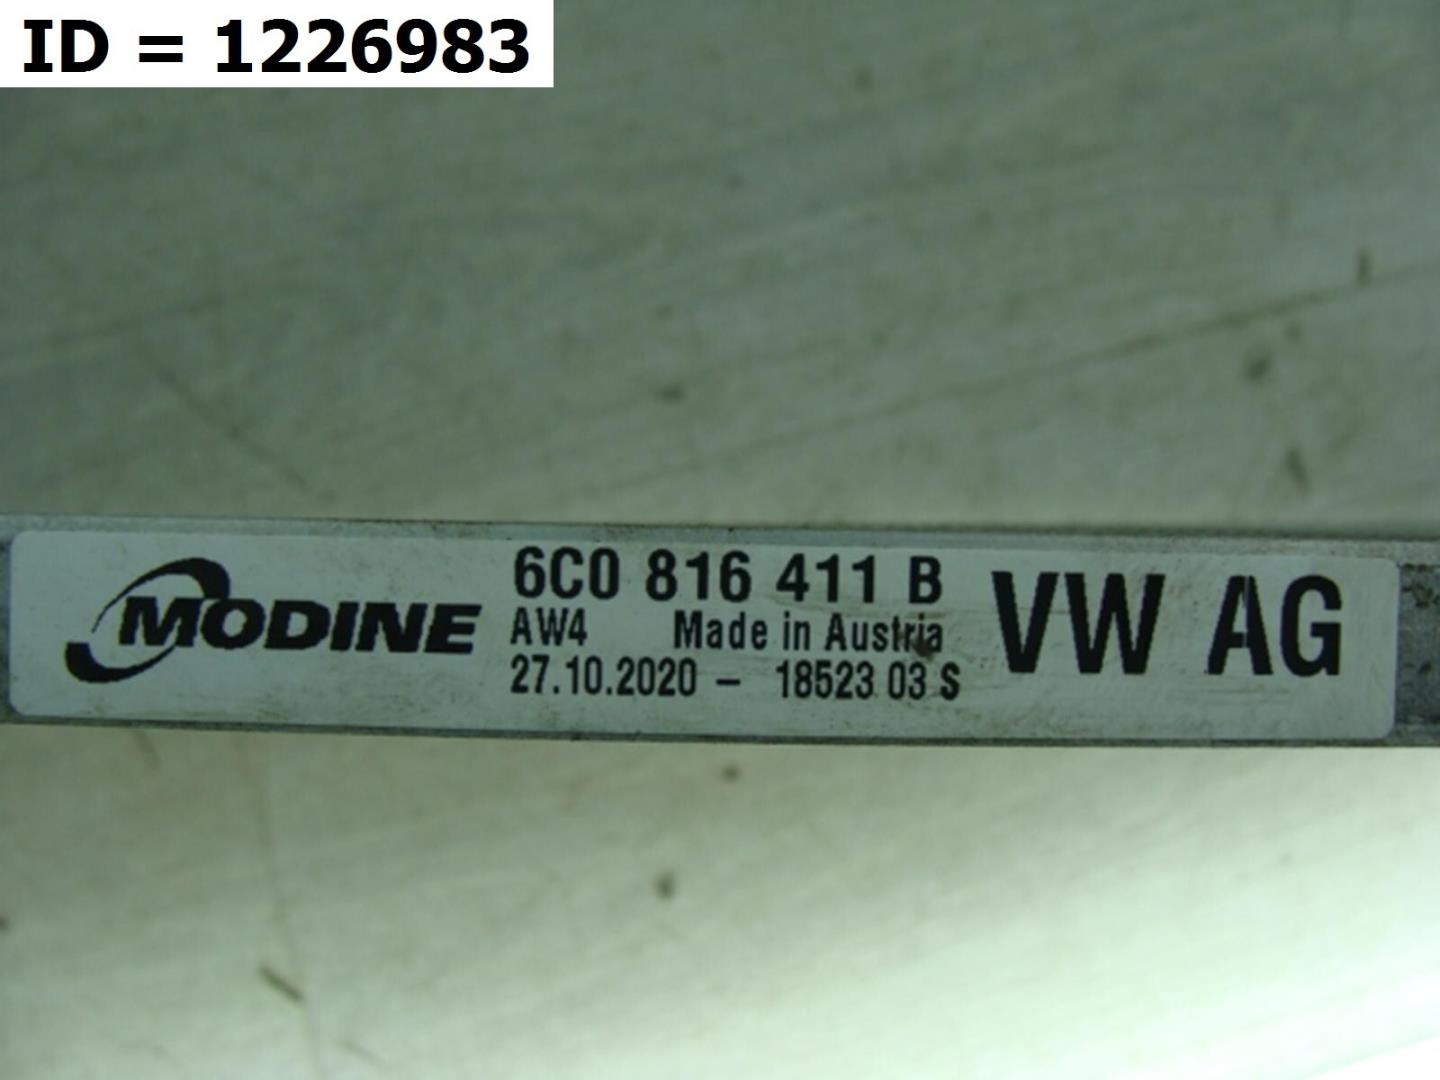 ID = 1226983
MODINE
6C0 816 411 B
AW4 Made in Austria
27.10.2020 - 18523 03 S
VW AG